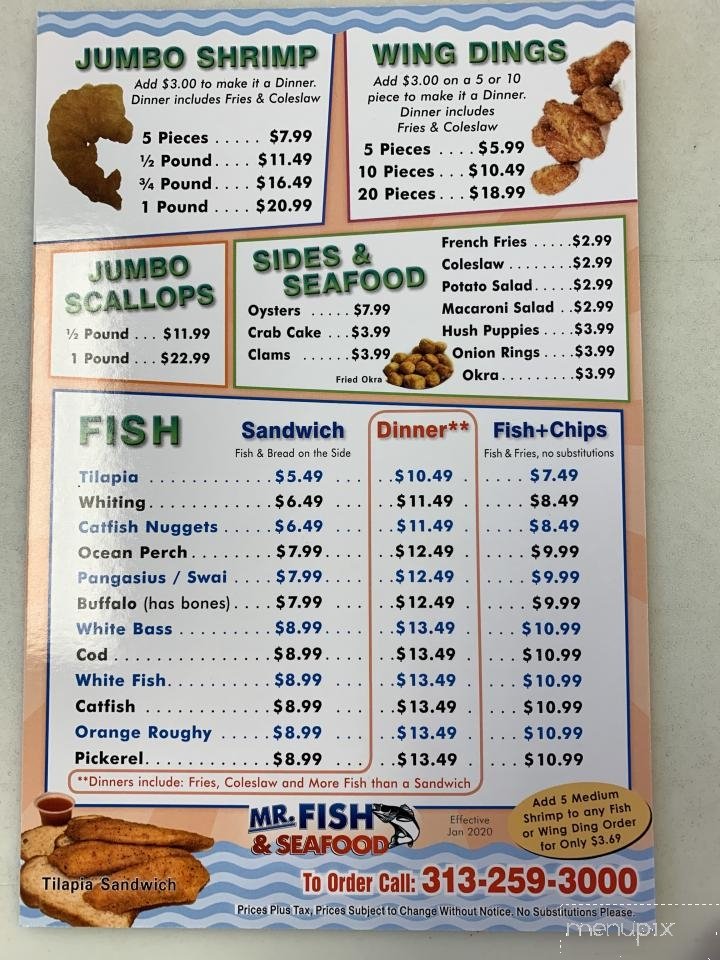 JUMBO SHRIMP
Add $3.00 to make it a Dinner.
Dinner includes Fries & Coleslaw
5 Pieces . . . . . $7.99
½ Pound. . . . $11.49
¾ Pound. . . . $16.49
1 Pound . . . . $20.99
WING DINGS
Add $3.00 on a 5 or 10
piece to make it a Dinner.
Dinner includes
Fries & Coleslaw
5 Pieces . . . . $5.99
10 Pieces . . . $10.49
20 Pieces. . . $18.99
JUMBO
SCALLOPS
½ Pound . . . $11.99
1 Pound . . . $22.99
SIDES &
SEAFOOD
Oysters . . . . . $7.99
Crab Cake . . . $3.99
Clams . . . . . . $3.99
Fried Okra
French Fries . . . . . $2.99
Coleslaw . . . . . . . . $2.99
Potato Salad. . . . . $2.99
Macaroni Salad . . $2.99
Hush Puppies . . . . $3.99
Onion Rings . . . . $3.99
Okra. . . . . . . . . $3.99
FISH Sandwich Dinner** Fish+Chips
Fish & Bread on the Side Fish & Fries, no substitutions
Tilapia . . . . . . . . . . . . $5.49 . . . . . $10.49 . . . . . $7.49
Whiting. . . . . . . . . . . . $6.49 . . . . . $11.49 . . . . . $8.49
Catfish Nuggets . . . . . $6.49 . . . . . $11.49 . . . . . $8.49
Ocean Perch. . . . . . . . $7.99. . . . . . $12.49 . . . . . $9.99
Pangasius / Swai . . . . $7.99. . . . . . $12.49 . . . . . $9.99
Buffalo (has bones). . . . $7.99 . . . . . $12.49 . . . . . $9.99
White Bass . . . . . . . . . $8.99. . . . . . $13.49 . . . . $10.99
Cod . . . . . . . . . . . . . . $8.99. . . . . . $13.49 . . . . $10.99
White Fish. . . . . . . . . . $8.99 . . . . . $13.49 . . . . $10.99
Catfish . . . . . . . . . . . . $8.99 . . . . . $13.49 . . . . $10.99
Orange Roughy . . . . . $8.99 . . . . . $13.49 . . . . $10.99
Pickerel. . . . . . . . . . . . $8.99 . . . . . $13.49 . . . . $10.99
**Dinners include: Fries, Coleslaw and More Fish than a Sandwich
MR. FISH
& SEAFOOD
Effective
Jan 2020
Add 5 Medium
Shrimp to any Fish
or Wing Ding Order
for Only $3.69
Tilapia Sandwich
To Order Call: 313-259-3000
Prices Plus Tax, Prices Subject to Change Without Notice. No Substitutions Please.
menupix